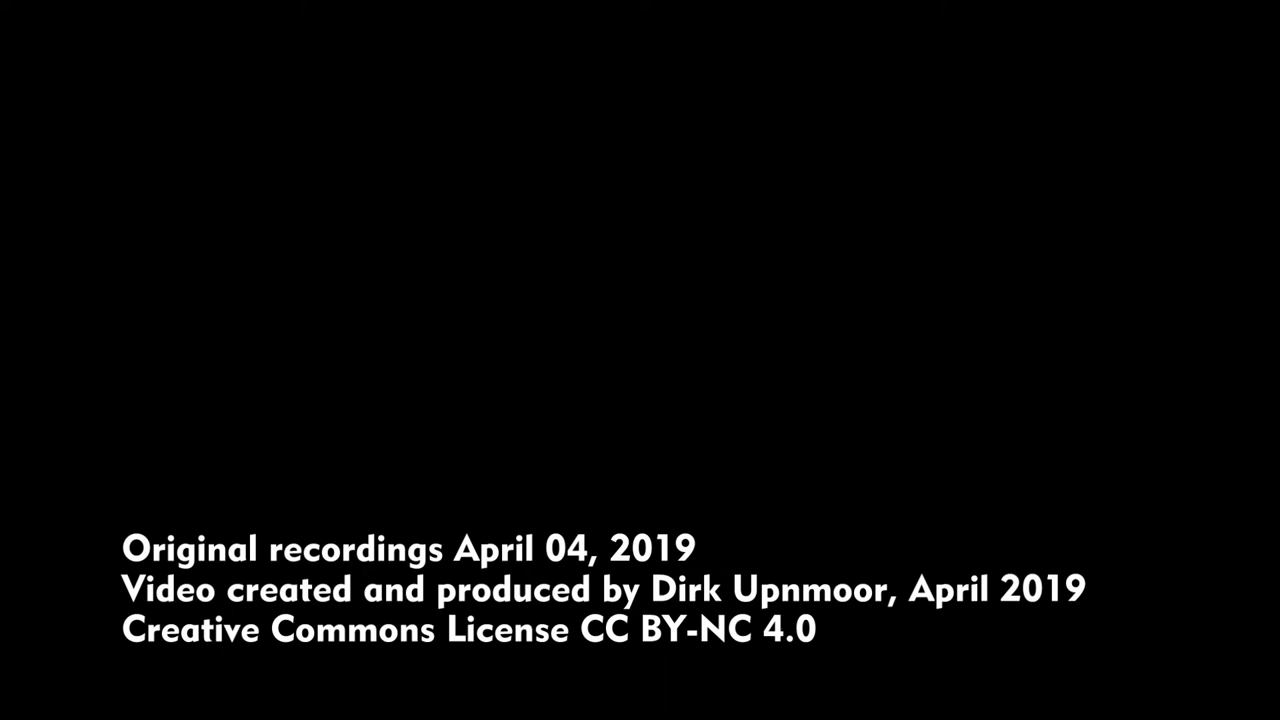 Original recordings April 04, 2019
Video created and produced by Dirk Upnmoor, April 2019
Creative Commons License CC BY-NC 4.0